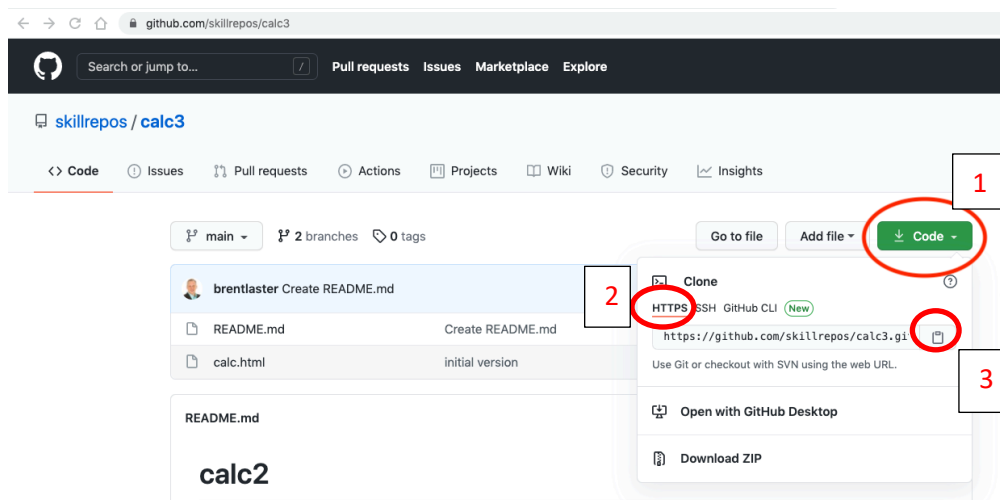 github.com/skillrepos/calc3
Search or jump to... / Pull requests Issues Marketplace Explore
skillrepos / calc3
<> Code Issues Pull requests Actions Projects Wiki Security Insights
1
main 2 branches 0 tags Go to file Add file Code
brentlaster Create README.md
Clone ?
2
HTTPS SSH GitHub CLI New
README.md Create README.md
https://github.com/skillrepos/calc3.gi
calc.html initial version
Use Git or checkout with SVN using the web URL.
3
README.md
Open with GitHub Desktop
calc2
Download ZIP